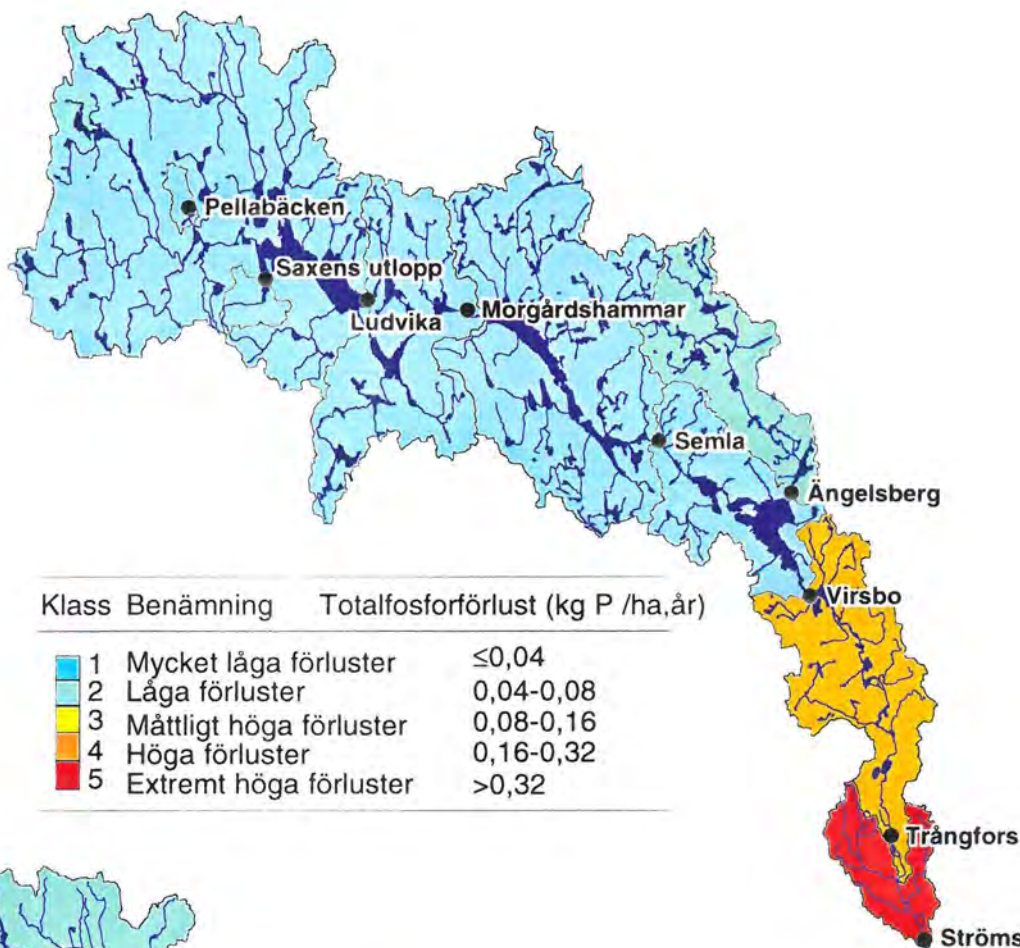 Pellabäcken
Saxens utlopp
Ludvika
Morgårdshammar
Semla
Ängelsberg
Virsbo
Klass Benämning Totalfosforförlust (kg P /ha,år)
1 Mycket låga förluster ≤0,04
2 Låga förluster 0,04-0,08
3 Måttligt höga förluster 0,08-0,16
4 Höga förluster 0,16-0,32
5 Extremt höga förluster >0,32
Trångfors
Ströms